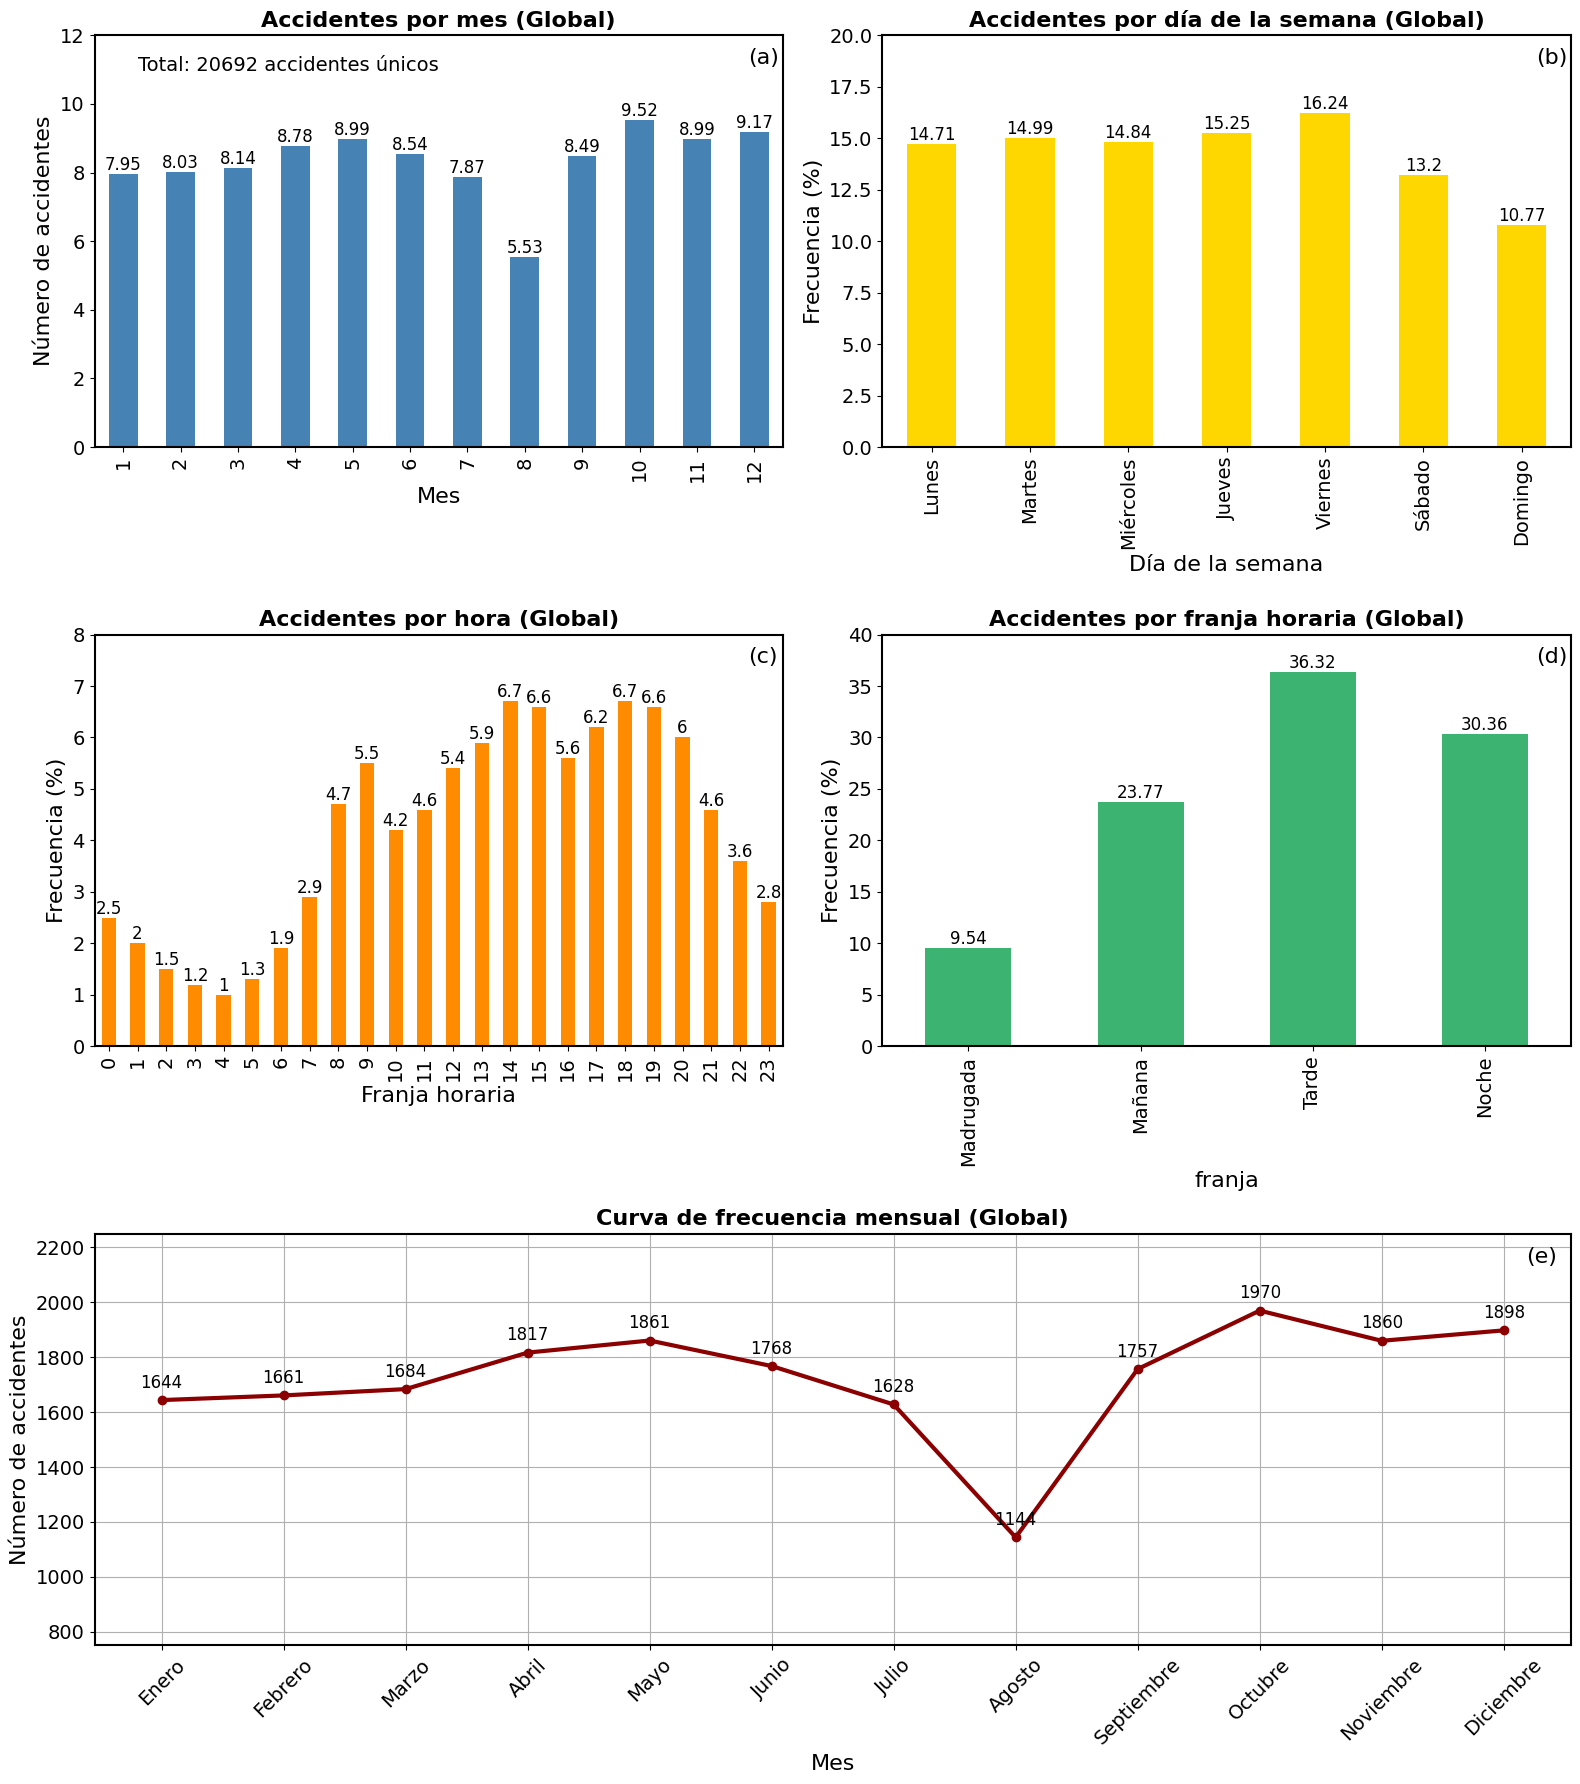 Accidentes por mes (Global)
(a)
Total: 20692 accidentes únicos
Número de accidentes
12
10
8
6
4
2
0
7.95 8.03 8.14 8.78 8.99 8.54 7.87 5.53 8.49 9.52 8.99 9.17
1 2 3 4 5 6 7 8 9 10 11 12
Mes
Accidentes por día de la semana (Global)
(b)
Frecuencia (%)
20.0
17.5
15.0
12.5
10.0
7.5
5.0
2.5
0.0
14.71 14.99 14.84 15.25 16.24 13.2 10.77
Lunes Martes Miércoles Jueves Viernes Sábado Domingo
Día de la semana
Accidentes por hora (Global)
(c)
Frecuencia (%)
8
7
6
5
4
3
2
1
0
2.5 2 1.5 1.2 1 1.3 1.9 2.9 4.7 5.5 4.2 4.6 5.4 5.9 6.7 6.6 5.6 6.2 6.7 6.6 6 4.6 3.6 2.8
0 1 2 3 4 5 6 7 8 9 10 11 12 13 14 15 16 17 18 19 20 21 22 23
Franja horaria
Accidentes por franja horaria (Global)
(d)
Frecuencia (%)
40
35
30
25
20
15
10
5
0
9.54 23.77 36.32 30.36
Madrugada Mañana Tarde Noche
franja
Curva de frecuencia mensual (Global)
(e)
Número de accidentes
2200
2000
1800
1600
1400
1200
1000
800
1644 1661 1684 1817 1861 1768 1628 1144 1757 1970 1860 1898
Enero Febrero Marzo Abril Mayo Junio Julio Agosto Septiembre Octubre Noviembre Diciembre
Mes